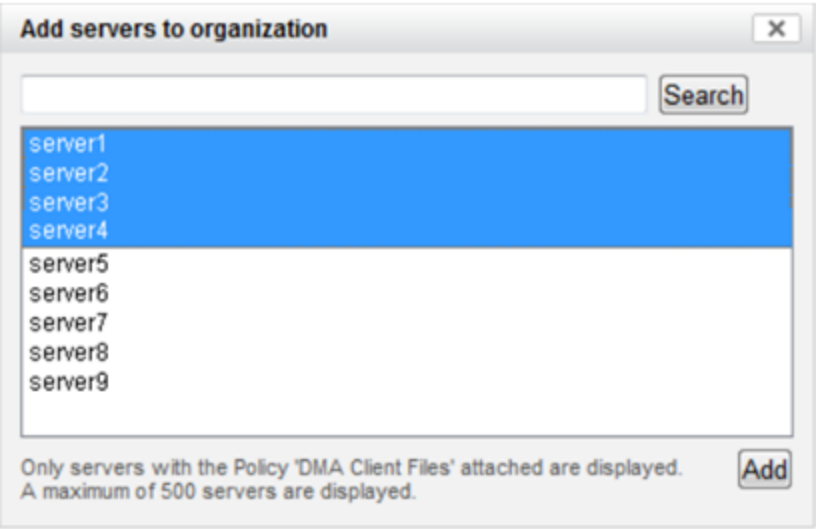 Add servers to organization
Search
server1
server2
server3
server4
server5
server6
server7
server8
server9
Only servers with the Policy 'DMA Client Files' attached are displayed.
A maximum of 500 servers are displayed.
Add